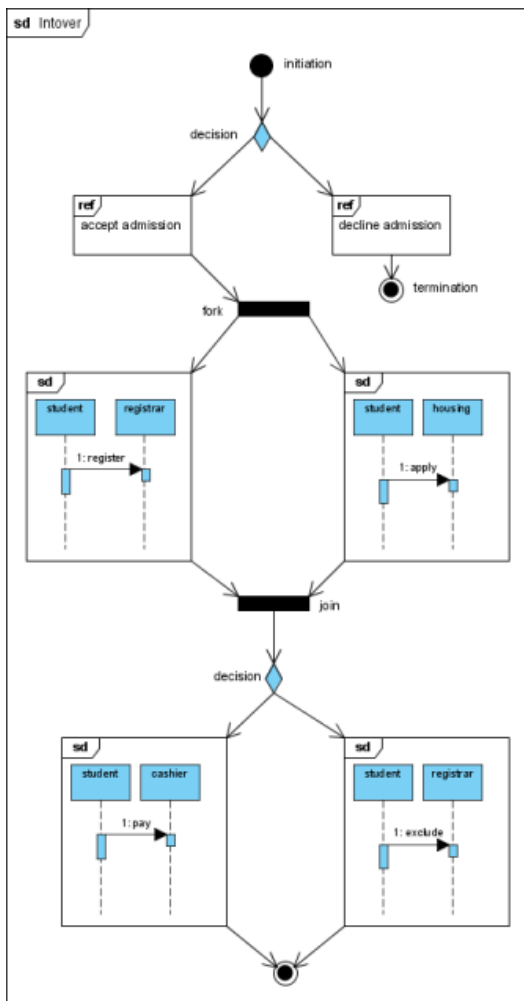 sd Intover
initiation
decision
ref
accept admission
ref
decline admission
termination
fork
sd
student registrar
1: register
sd
student housing
1: apply
join
decision
sd
student cashier
1: pay
sd
student registrar
1: exclude